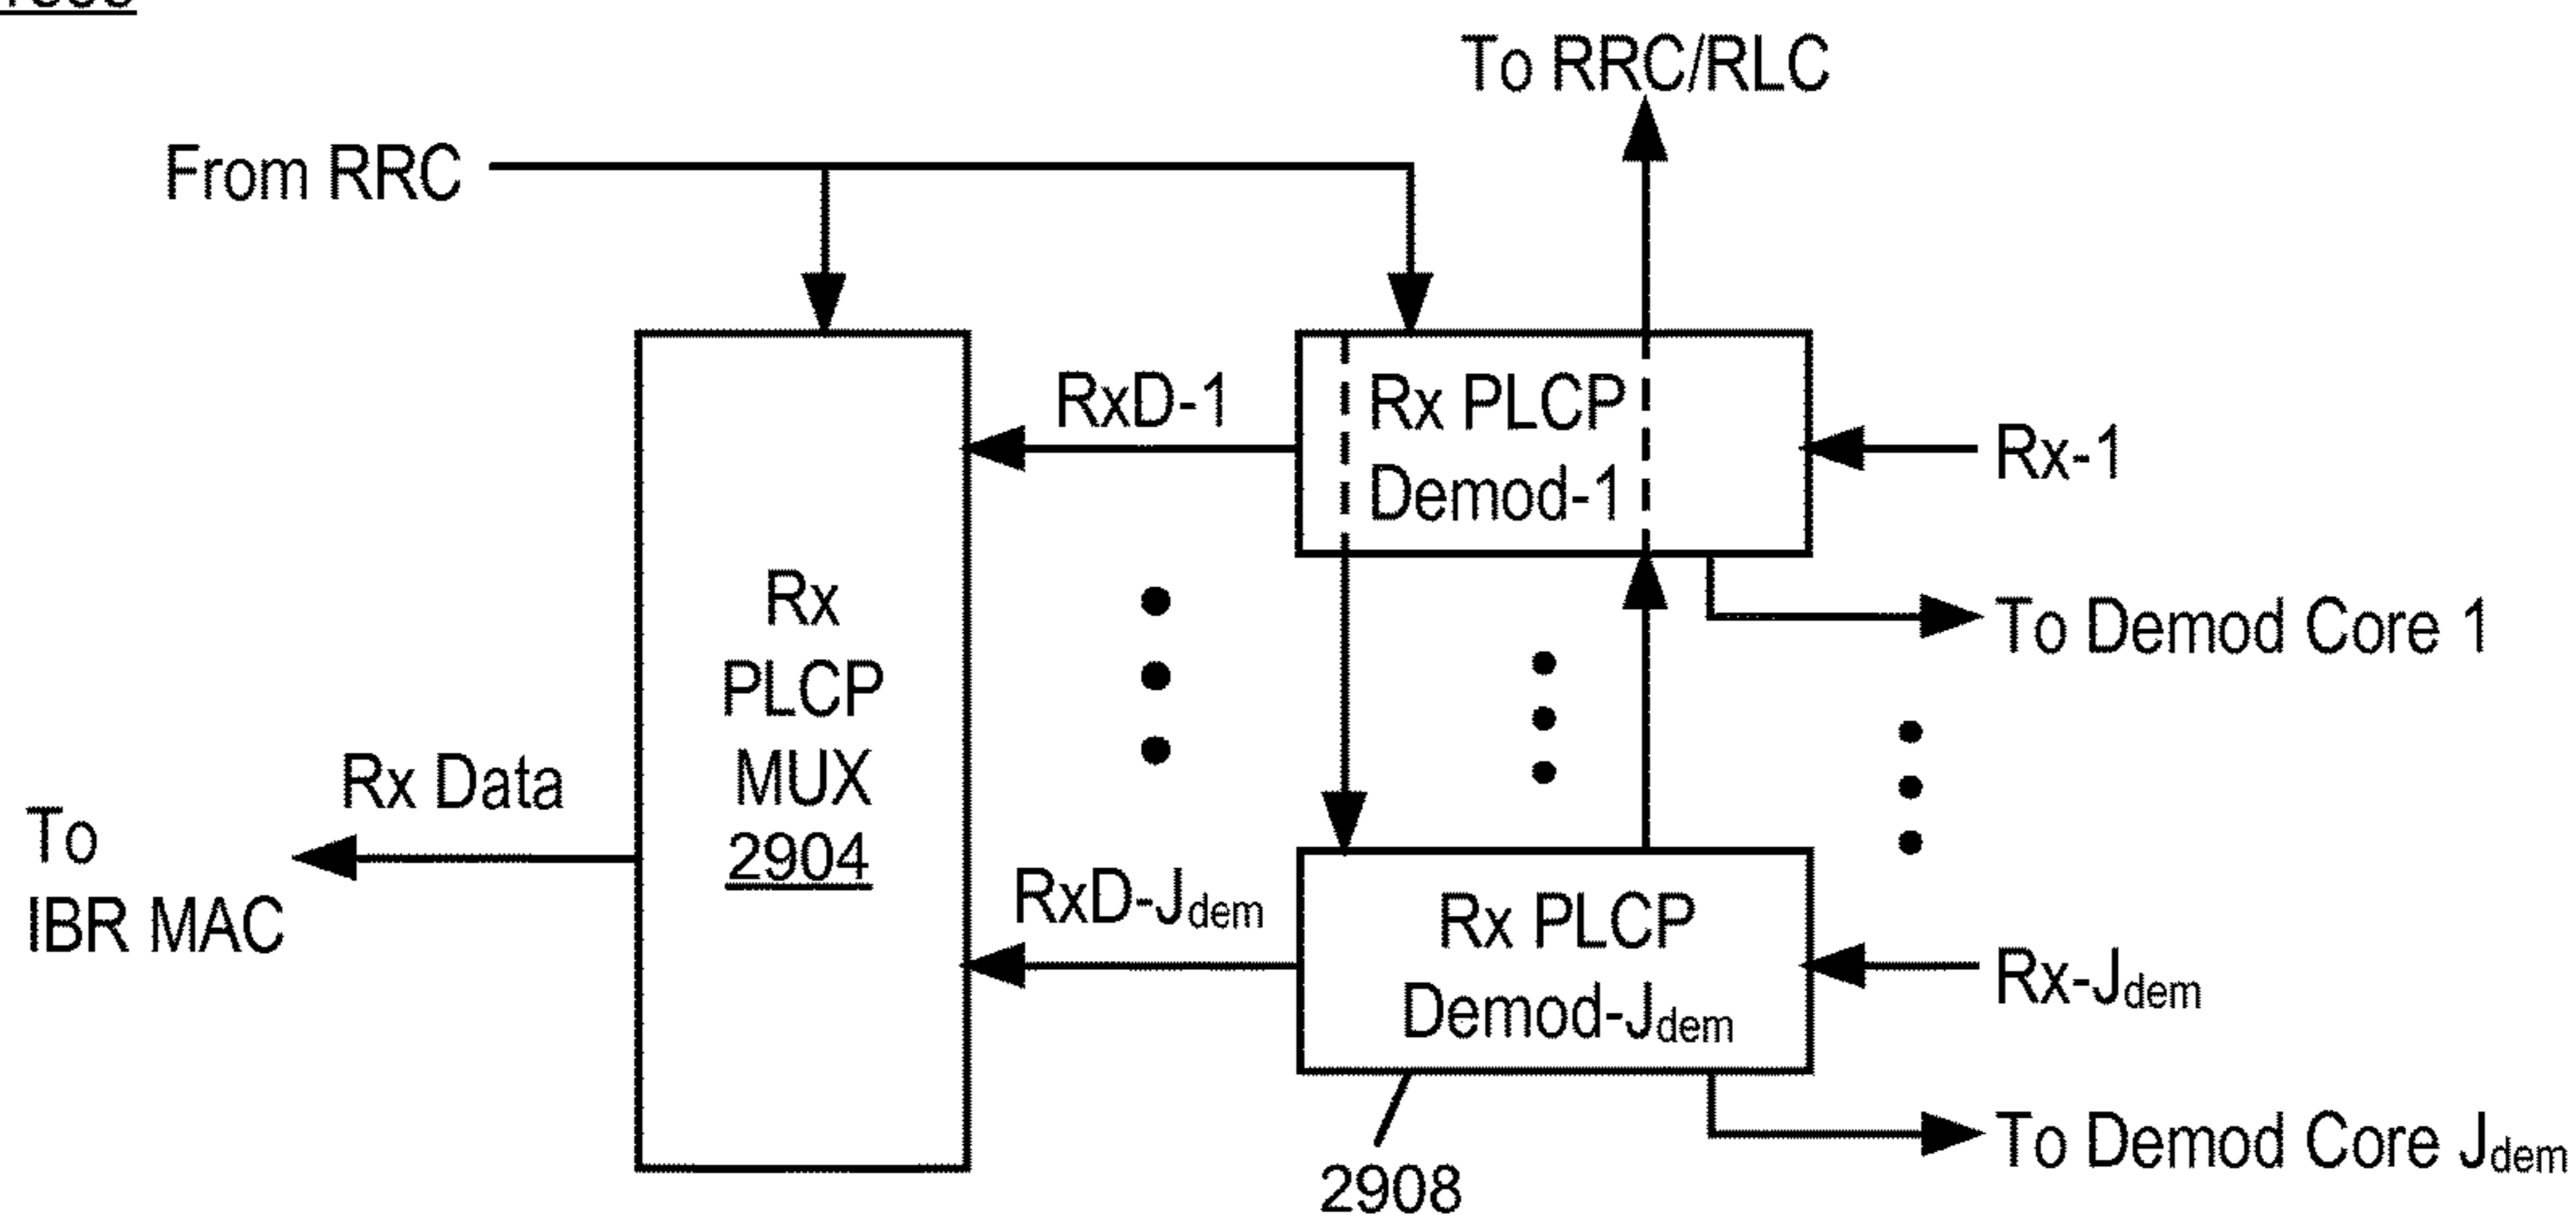 To RRC/RLC
From RRC
RxD-1
Rx PLCP
Demod-1
Rx-1
Rx
PLCP
MUX
2904
To Demod Core 1
Rx Data
To
IBR MAC
RxD-Jdem
Rx PLCP
Demod-Jdem
Rx-Jdem
To Demod Core Jdem
2908